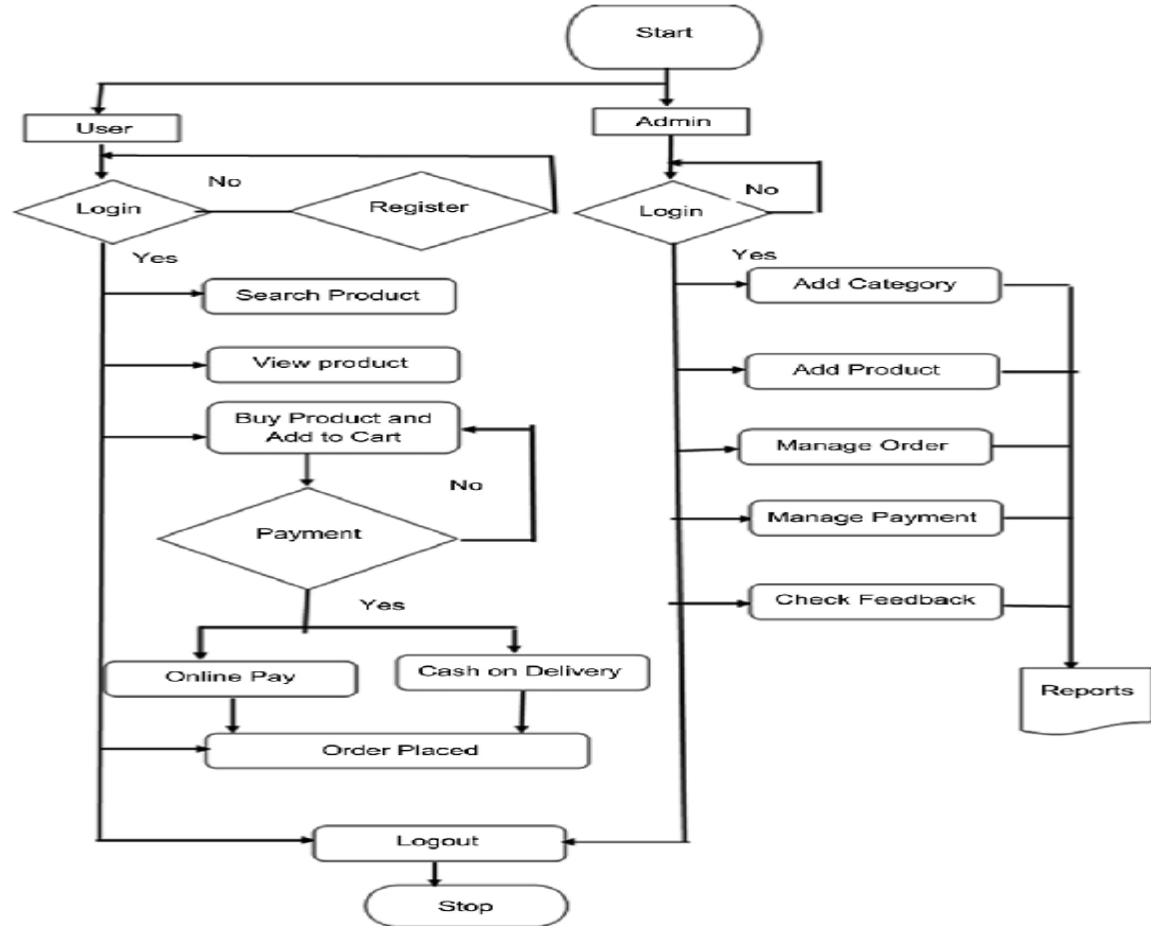 Start
User
Admin
Login
No
Register
Login
No
Yes
Yes
Search Product
Add Category
View product
Add Product
Buy Product and
Add to Cart
Manage Order
No
Payment
Manage Payment
Yes
Check Feedback
Online Pay
Cash on Delivery
Reports
Order Placed
Logout
Stop